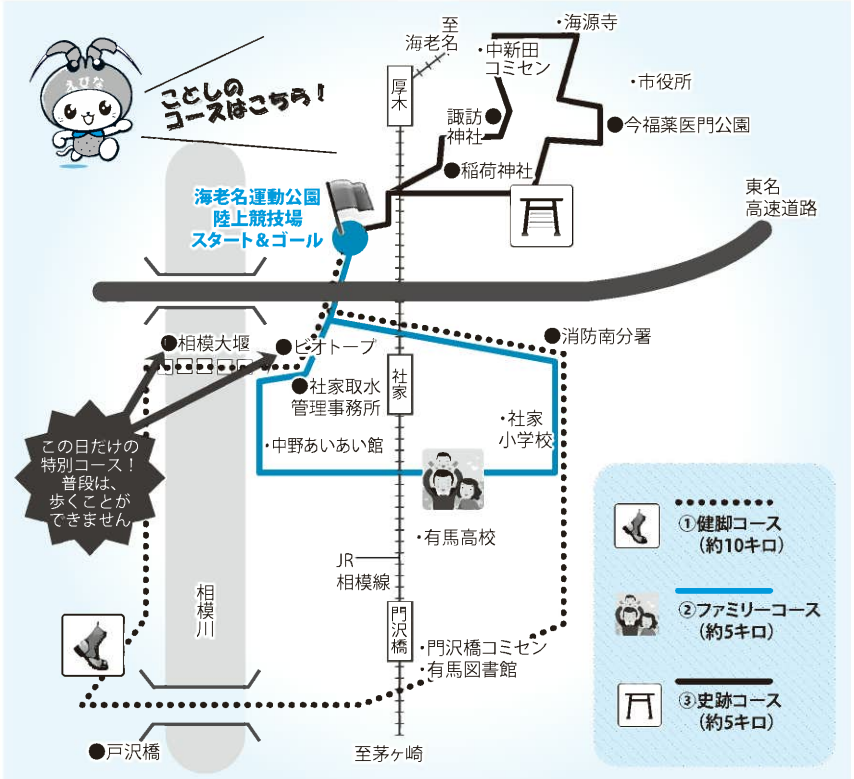 えびな
ことしの
コースはこちら！
至
海老名
厚木
・海源寺
・中新田
コミセン
・市役所
諏訪
神社
●今福薬医門公園
●稲荷神社
東名
高速道路
海老名運動公園
陸上競技場
スタート＆ゴール
●相模大堰
●ビオトープ
●消防南分署
●社家取水
管理事務所
社家
・社家
小学校
・中野あいあい館
この日だけの
特別コース！
普段は、
歩くことが
できません
・有馬高校
JR
相模線
相模川
門沢橋
・門沢橋コミセン
・有馬図書館
●戸沢橋
至茅ヶ崎
①健脚コース
（約10キロ）
②ファミリーコース
（約5キロ）
③史跡コース
（約5キロ）